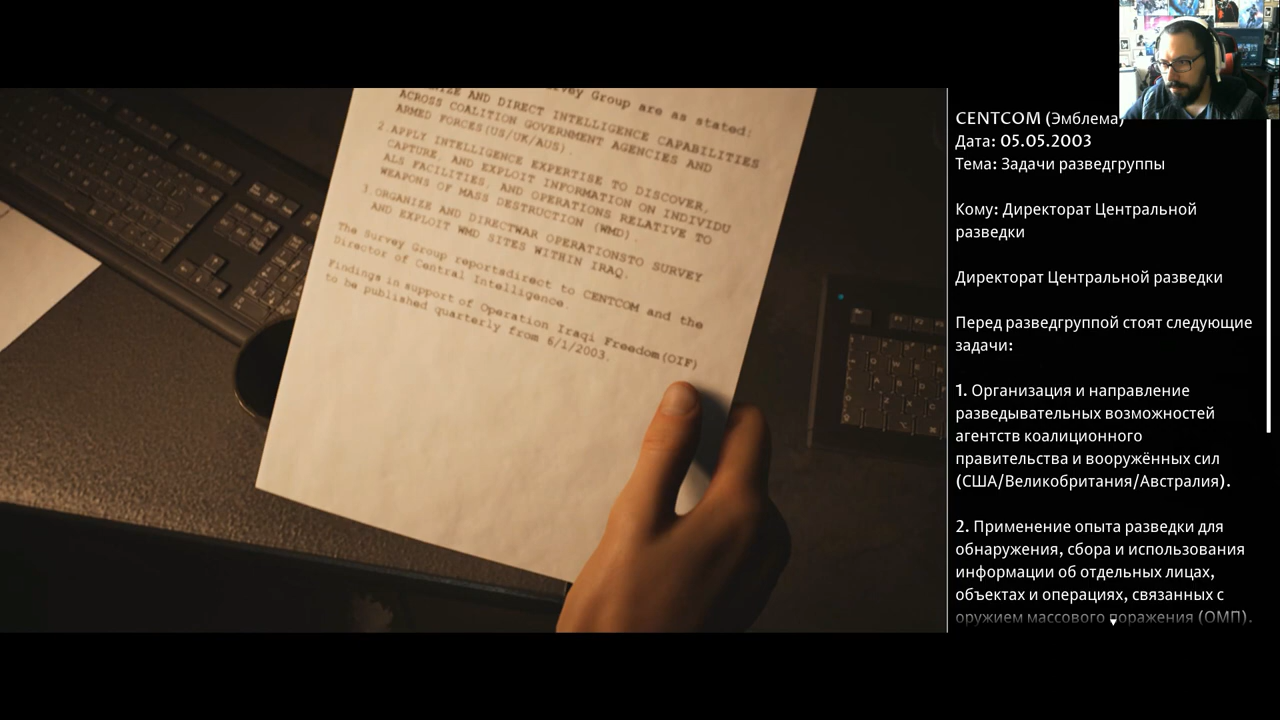 Survey Group are as stated:
AND DIRECT INTELLIGENCE CAPABILITIES
ACROSS COALITION GOVERNMENT AGENCIES AND
ARMED FORCES(US/UK/AUS).
2.APPLY INTELLIGENCE EXPERTISE TO DISCOVER,
CAPTURE, AND EXPLOIT INFORMATION ON INDIVIDU
ALS FACILITIES, AND OPERATIONS RELATIVE TO
WEAPONS OF MASS DESTRUCTION (WMD).
3.ORGANIZE AND DIRECTWAR OPERATIONSTO SURVEY
AND EXPLOIT WMD SITES WITHIN IRAQ.
The Survey Group reportsdirect to CENTCOM and the
Director of Central Intelligence.
Findings in support of Operation Iraqi Freedom(OIF)
to be published quarterly from 6/1/2003.
CENTCOM (Эмблема)
Дата: 05.05.2003
Тема: Задачи разведгруппы
Кому: Директорат Центральной
разведки
Директорат Центральной разведки
Перед разведгруппой стоят следующие
задачи:
1. Организация и направление
разведывательных возможностей
агентств коалиционного
правительства и вооружённых сил
(США/Великобритания/Австралия).
2. Применение опыта разведки для
обнаружения, сбора и использования
информации об отдельных лицах,
объектах и операциях, связанных с
оружием массового поражения (ОМП).